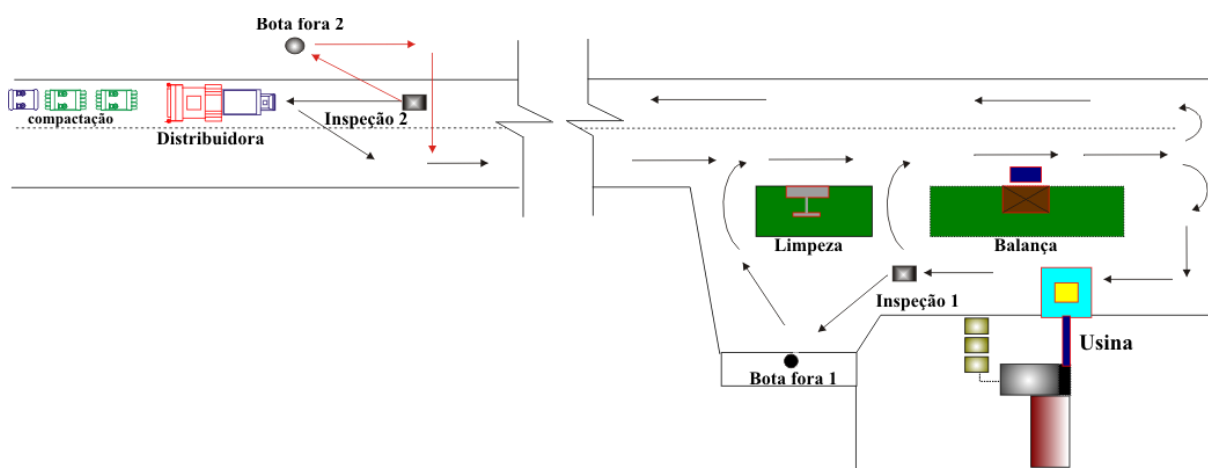 Bota fora 2
compactação
Distribuidora
Inspeção 2
Limpeza
Balança
Inspeção 1
Usina
Bota fora 1